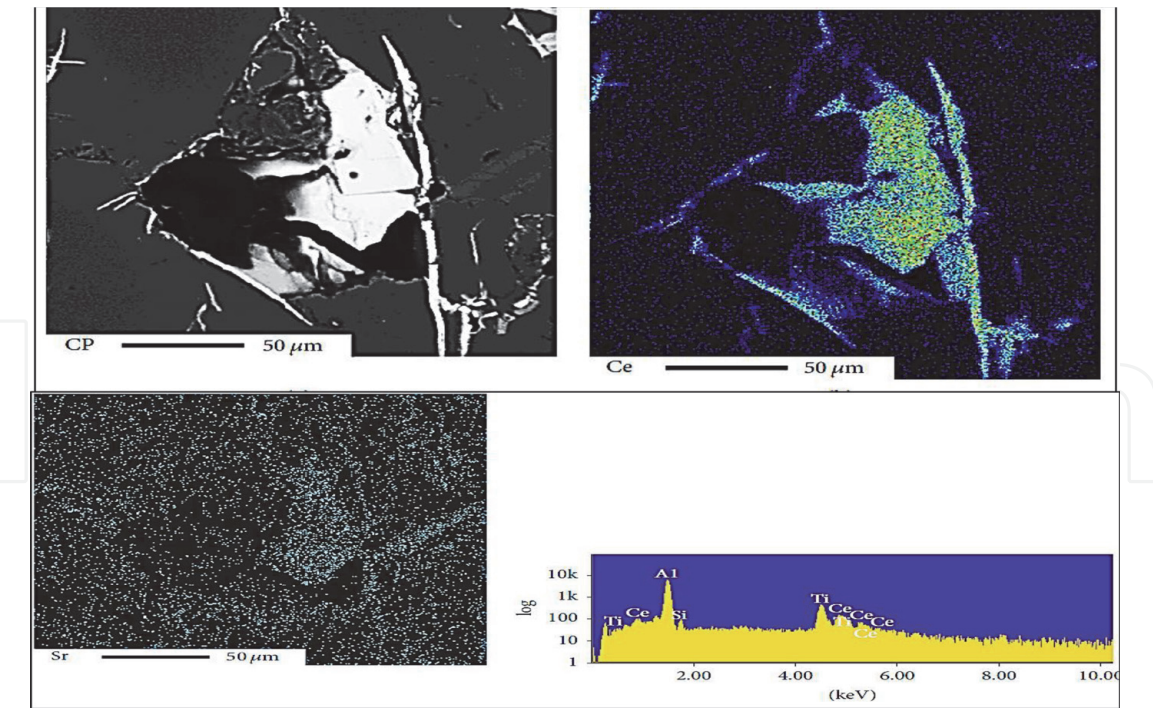 CP 50 μm
Ce 50 μm
Sr 50 μm
log
10k
1k
100
10
1
Al
Ti
Ce
Si
Ti
Ce
Ti
Ce
Ce
Ce
2.00 4.00 6.00 8.00 10.00
(keV)